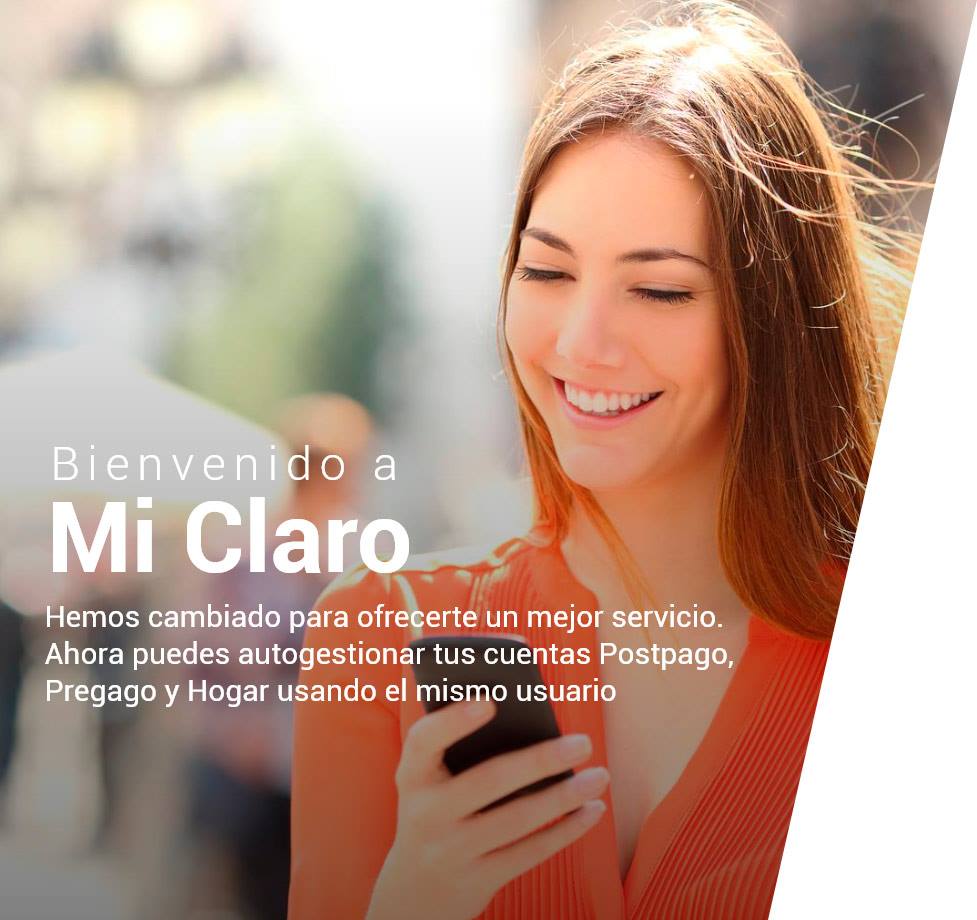 Bienvenido a
Mi Claro
Hemos cambiado para ofrecerte un mejor servicio.
Ahora puedes autogestionar tus cuentas Postpago,
Pregago y Hogar usando el mismo usuario